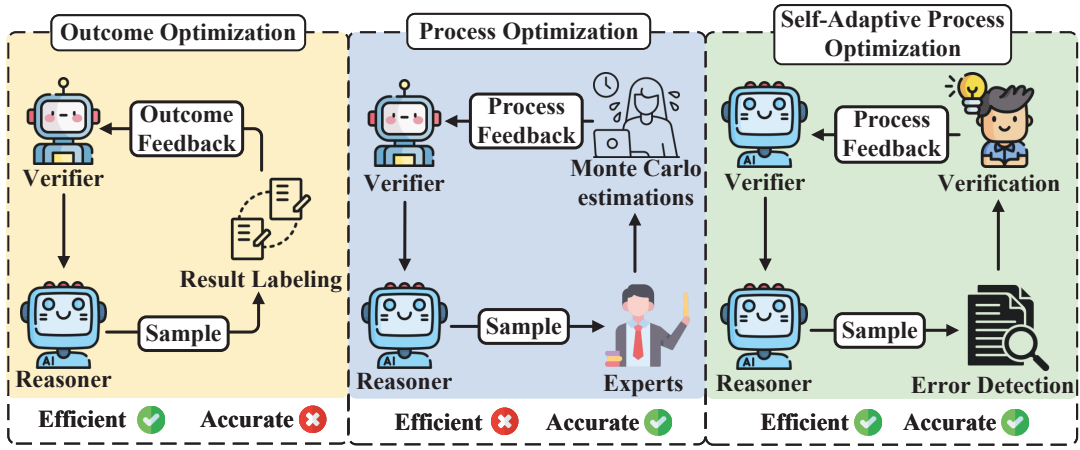 Outcome Optimization
Outcome
Feedback
Verifier
Result Labeling
Sample
AI
Reasoner
Efficient
Accurate
Process Optimization
Process
Feedback
Verifier
Monte Carlo
estimations
Sample
AI
Reasoner
Experts
Efficient
Accurate
Self-Adaptive Process
Optimization
Process
Feedback
AI
Verifier
Verification
Sample
AI
Reasoner
Error Detection
Efficient
Accurate